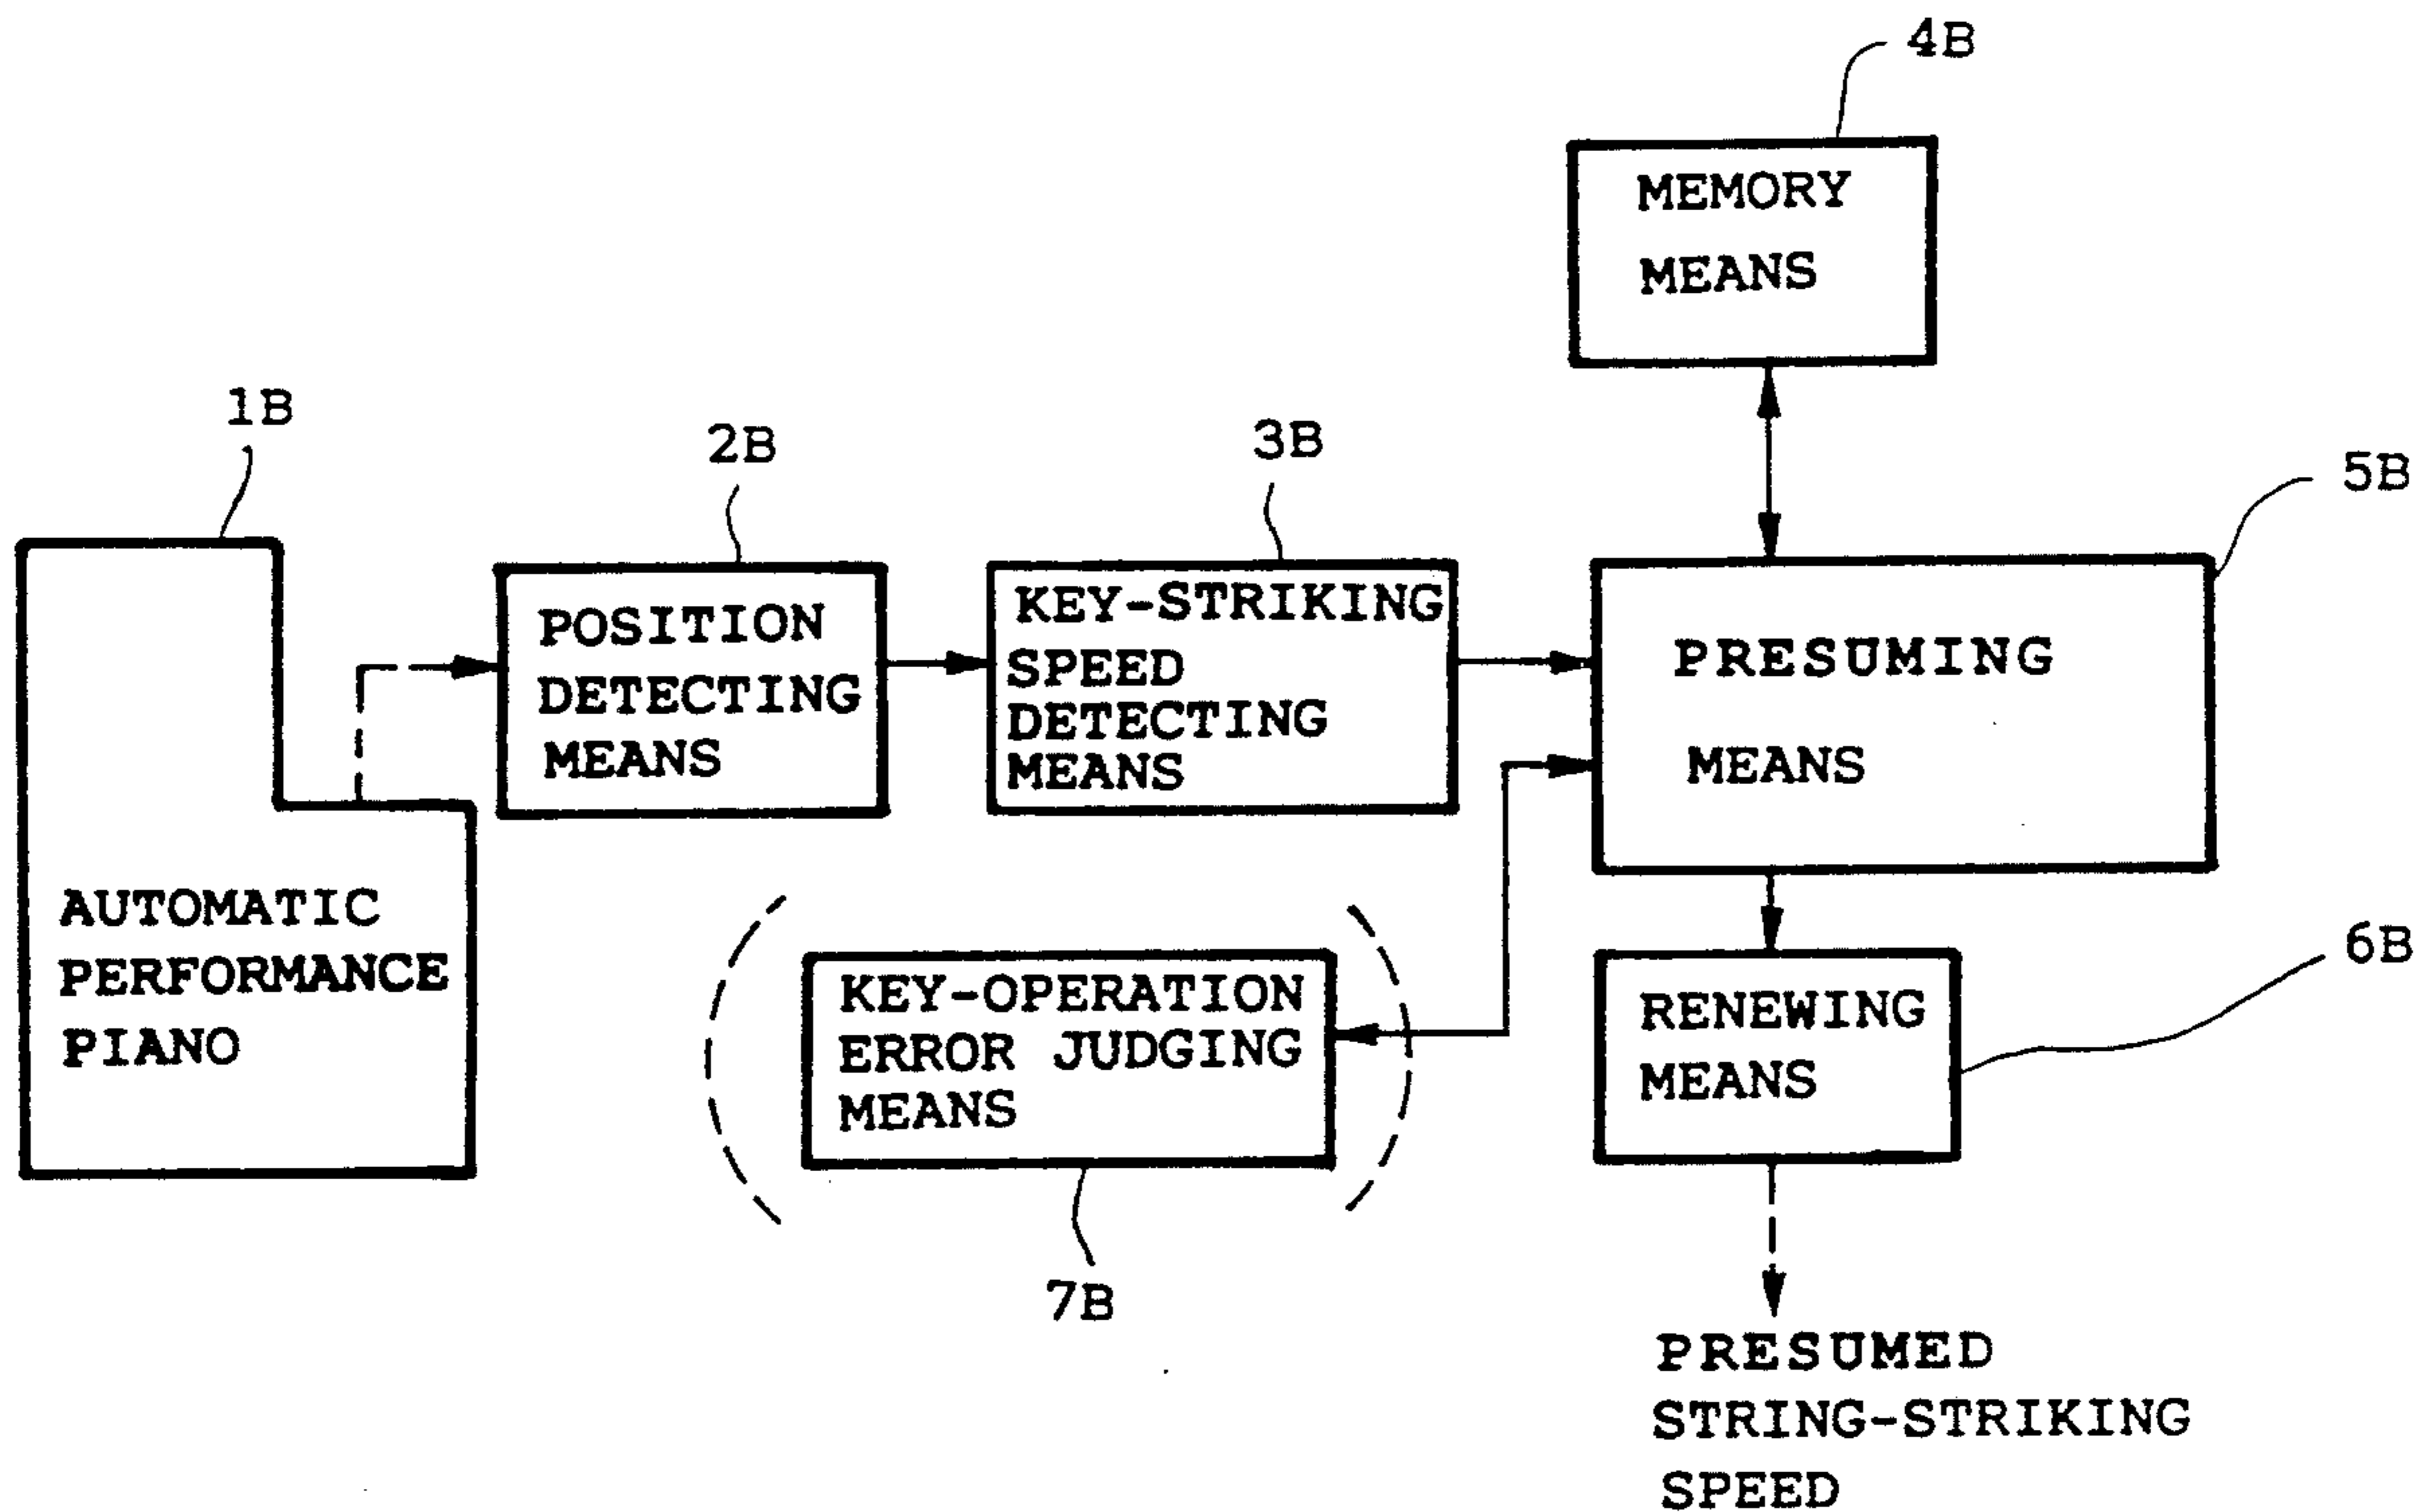 4B
MEMORY
MEANS
1B
2B
3B
5B
POSITION
DETECTING
MEANS
KEY-STRIKING
SPEED
DETECTING
MEANS
PRESUMING
MEANS
AUTOMATIC
PERFORMANCE
PIANO
KEY-OPERATION
ERROR JUDGING
MEANS
7B
RENEWING
MEANS
6B
PRESUMED
STRING-STRIKING
SPEED